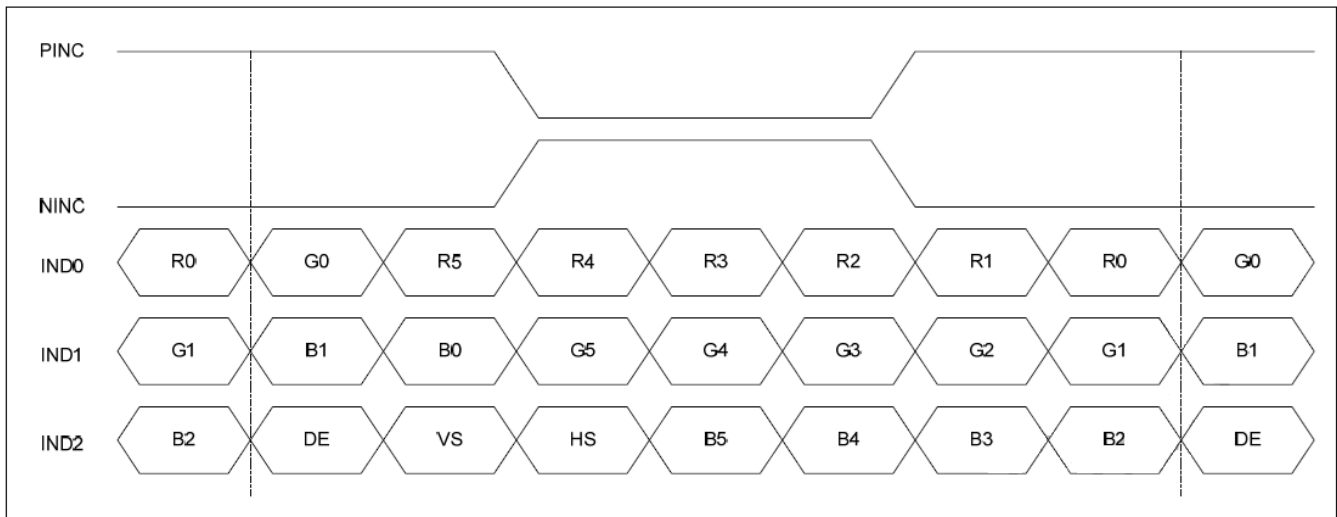 PINC
NINC
IND0 R0 G0 R5 R4 R3 R2 R1 R0 G0
IND1 G1 B1 B0 G5 G4 G3 G2 G1 B1
IND2 B2 DE VS HS B5 B4 B3 B2 DE